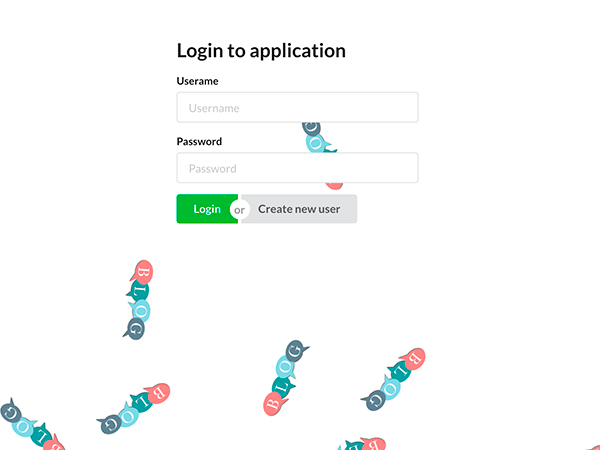 Login to application
Userame
Username
Password
Password
Login or Create new user
BLOG
BLOG
BLOG
BLOG